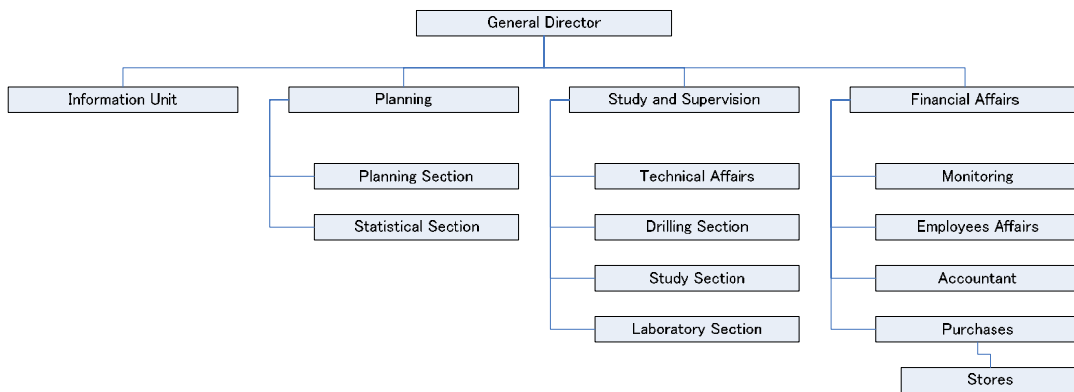 General Director
Information Unit
Planning
Study and Supervision
Financial Affairs
Planning Section
Technical Affairs
Monitoring
Statistical Section
Drilling Section
Employees Affairs
Study Section
Accountant
Laboratory Section
Purchases
Stores